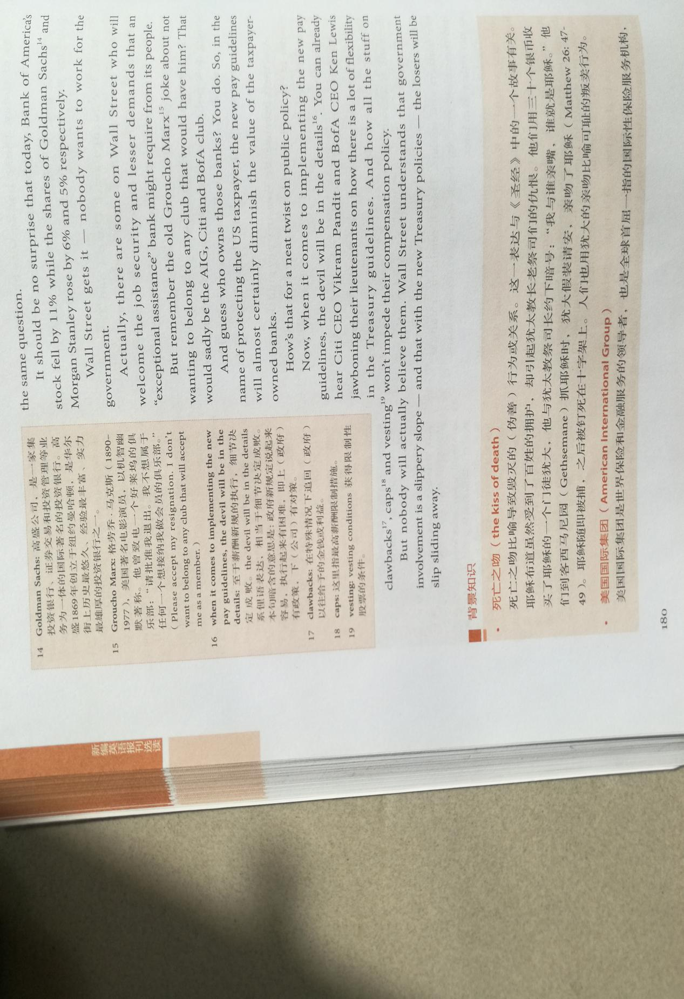 新编英语报刊选读
the same question.
It should be no surprise that today, Bank of America's
stock fell by 11% while the shares of Goldman Sachs14 and
Morgan Stanley rose by 6% and 5% respectively.
Wall Street gets it — nobody wants to work for the
government.
Actually, there are some on Wall Street who will
welcome the job security and lesser demands that an
“exceptional assistance” bank might require from its people.
But remember the old Groucho Marx15 joke about not
wanting to belong to any club that would have him? That
would sadly be the AIG, Citi and BofA club.
And guess who owns those banks? You do. So, in the
name of protecting the US taxpayer, the new pay guidelines
will almost certainly diminish the value of the taxpayer-
owned banks.
How's that for a neat twist on public policy?
Now, when it comes to implementing the new pay
guidelines, the devil will be in the details16. You can already
hear Citi CEO Vikram Pandit and BofA CEO Ken Lewis
jawboning their lieutenants on how there is a lot of flexibility
in the Treasury guidelines. And how all the stuff on
clawbacks17, caps18 and vesting19 won't impede their compensation policy.
But nobody will actually believe them. Wall Street understands that government
involvement is a slippery slope — and that with the new Treasury policies — the losers will be
slip sliding away.
14 Goldman Sachs: 高盛公司，是一家集
投资银行、证券交易和投资管理等业
务为一体的国际著名的投资银行。高
盛1869年创立于纽约曼哈顿，是华尔
街上历史最悠久、经验最丰富、实力
最雄厚的投资银行之一。
15 Groucho Marx: 格劳乔·马克斯（1890–
1977），美国著名电影演员，以机智幽
默著称。他曾致电一个好莱坞的俱
乐部：“请批准我退出。我不想属于
任何一个想接纳我做会员的俱乐部。”
（Please accept my resignation. I don't
want to belong to any club that will accept
me as a member.）
16 when it comes to implementing the new
pay guidelines, the devil will be in the
details: 至于薪酬新规的执行，细节决
定成败。the devil will be in the details
系俚语表达，相当于细节决定成败。
本句暗含的意思是：政府新规定说起来
容易，执行起来有困难，即上（政府）
有政策，下（公司）有对策。
17 clawbacks: 在特殊情况下追回（政府）
以往给予的金钱或利益。
18 caps: 这里指最高薪酬限制措施。
19 vesting: vesting conditions 获得限制性
股票的条件。
背景知识
• 死亡之吻（the kiss of death）
死亡之吻比喻导致毁灭的（伪善）行为或关系。这一表达与《圣经》中的一个故事有关。
耶稣布道虽然受到了百姓的拥护，却引起犹太教长老祭司们的仇恨。他们用三十个银币收
买了耶稣的一个门徒犹大，他与犹太教祭司长约下暗号：“我与谁亲嘴，谁就是耶稣。”他
们到客西马尼园（Gethsemane）抓耶稣时，犹大假装请安，亲吻了耶稣（Matthew 26: 47-
49）。耶稣随即被捕，之后被钉死在十字架上。人们也用犹大的亲吻比喻可耻的叛卖行为。
• 美国国际集团（American International Group）
美国国际集团是世界保险和金融服务的领导者，也是全球首屈一指的国际性保险服务机构，
180